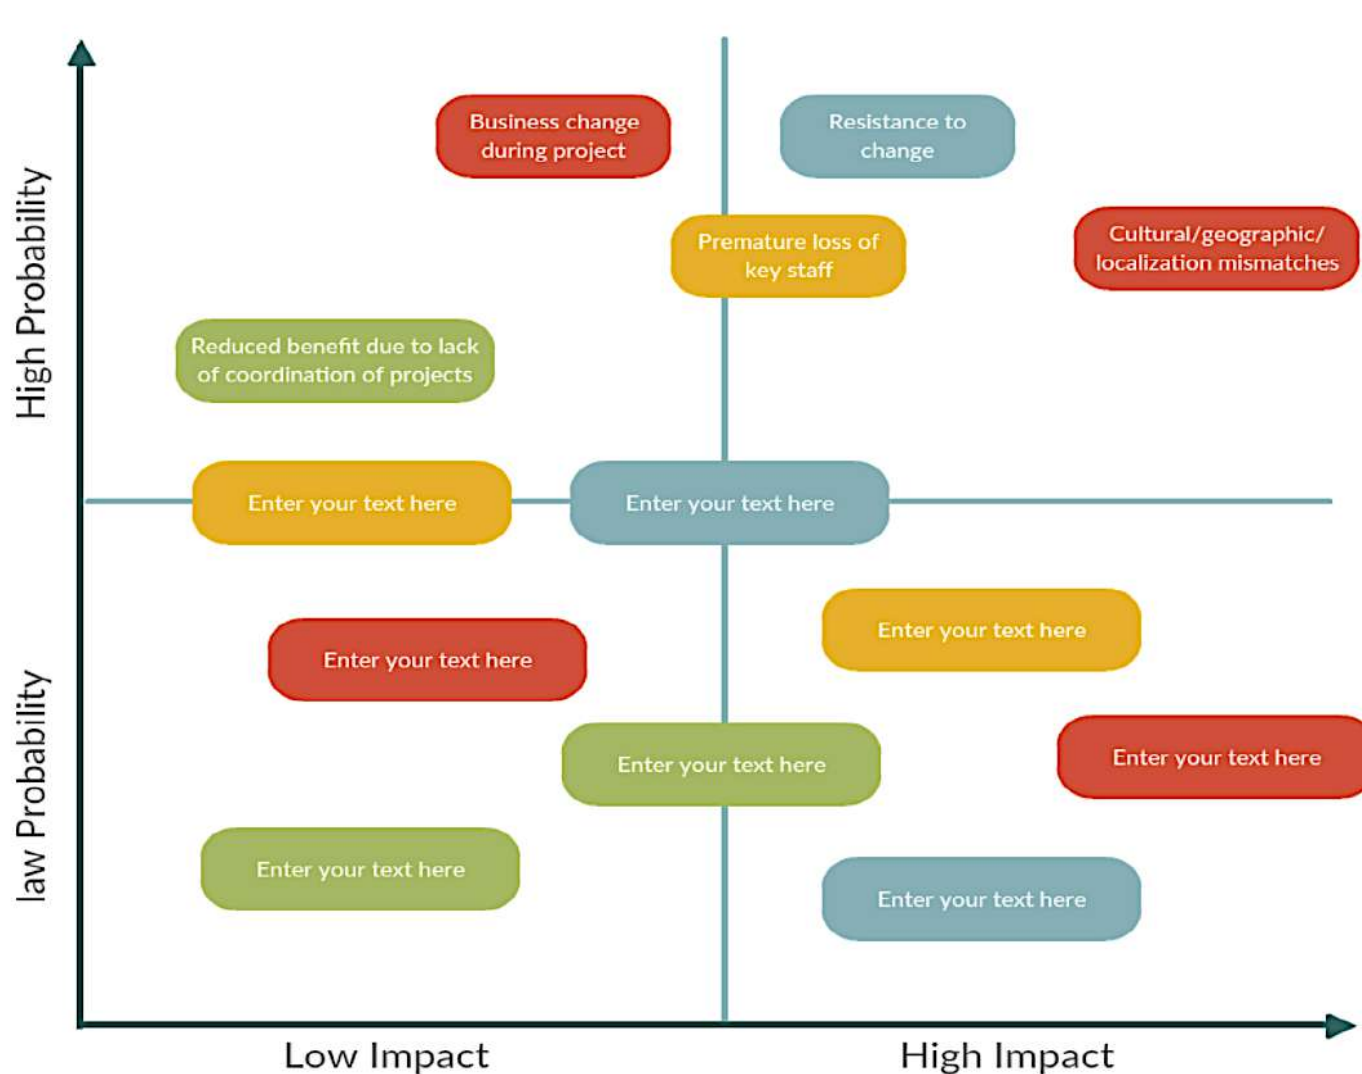 High Probability
Business change
during project
Resistance to
change
Premature loss of
key staff
Cultural/geographic/
localization mismatches
Reduced benefit due to lack
of coordination of projects
Enter your text here
Enter your text here
law Probability
Enter your text here
Enter your text here
Enter your text here
Enter your text here
Enter your text here
Enter your text here
Low Impact
High Impact